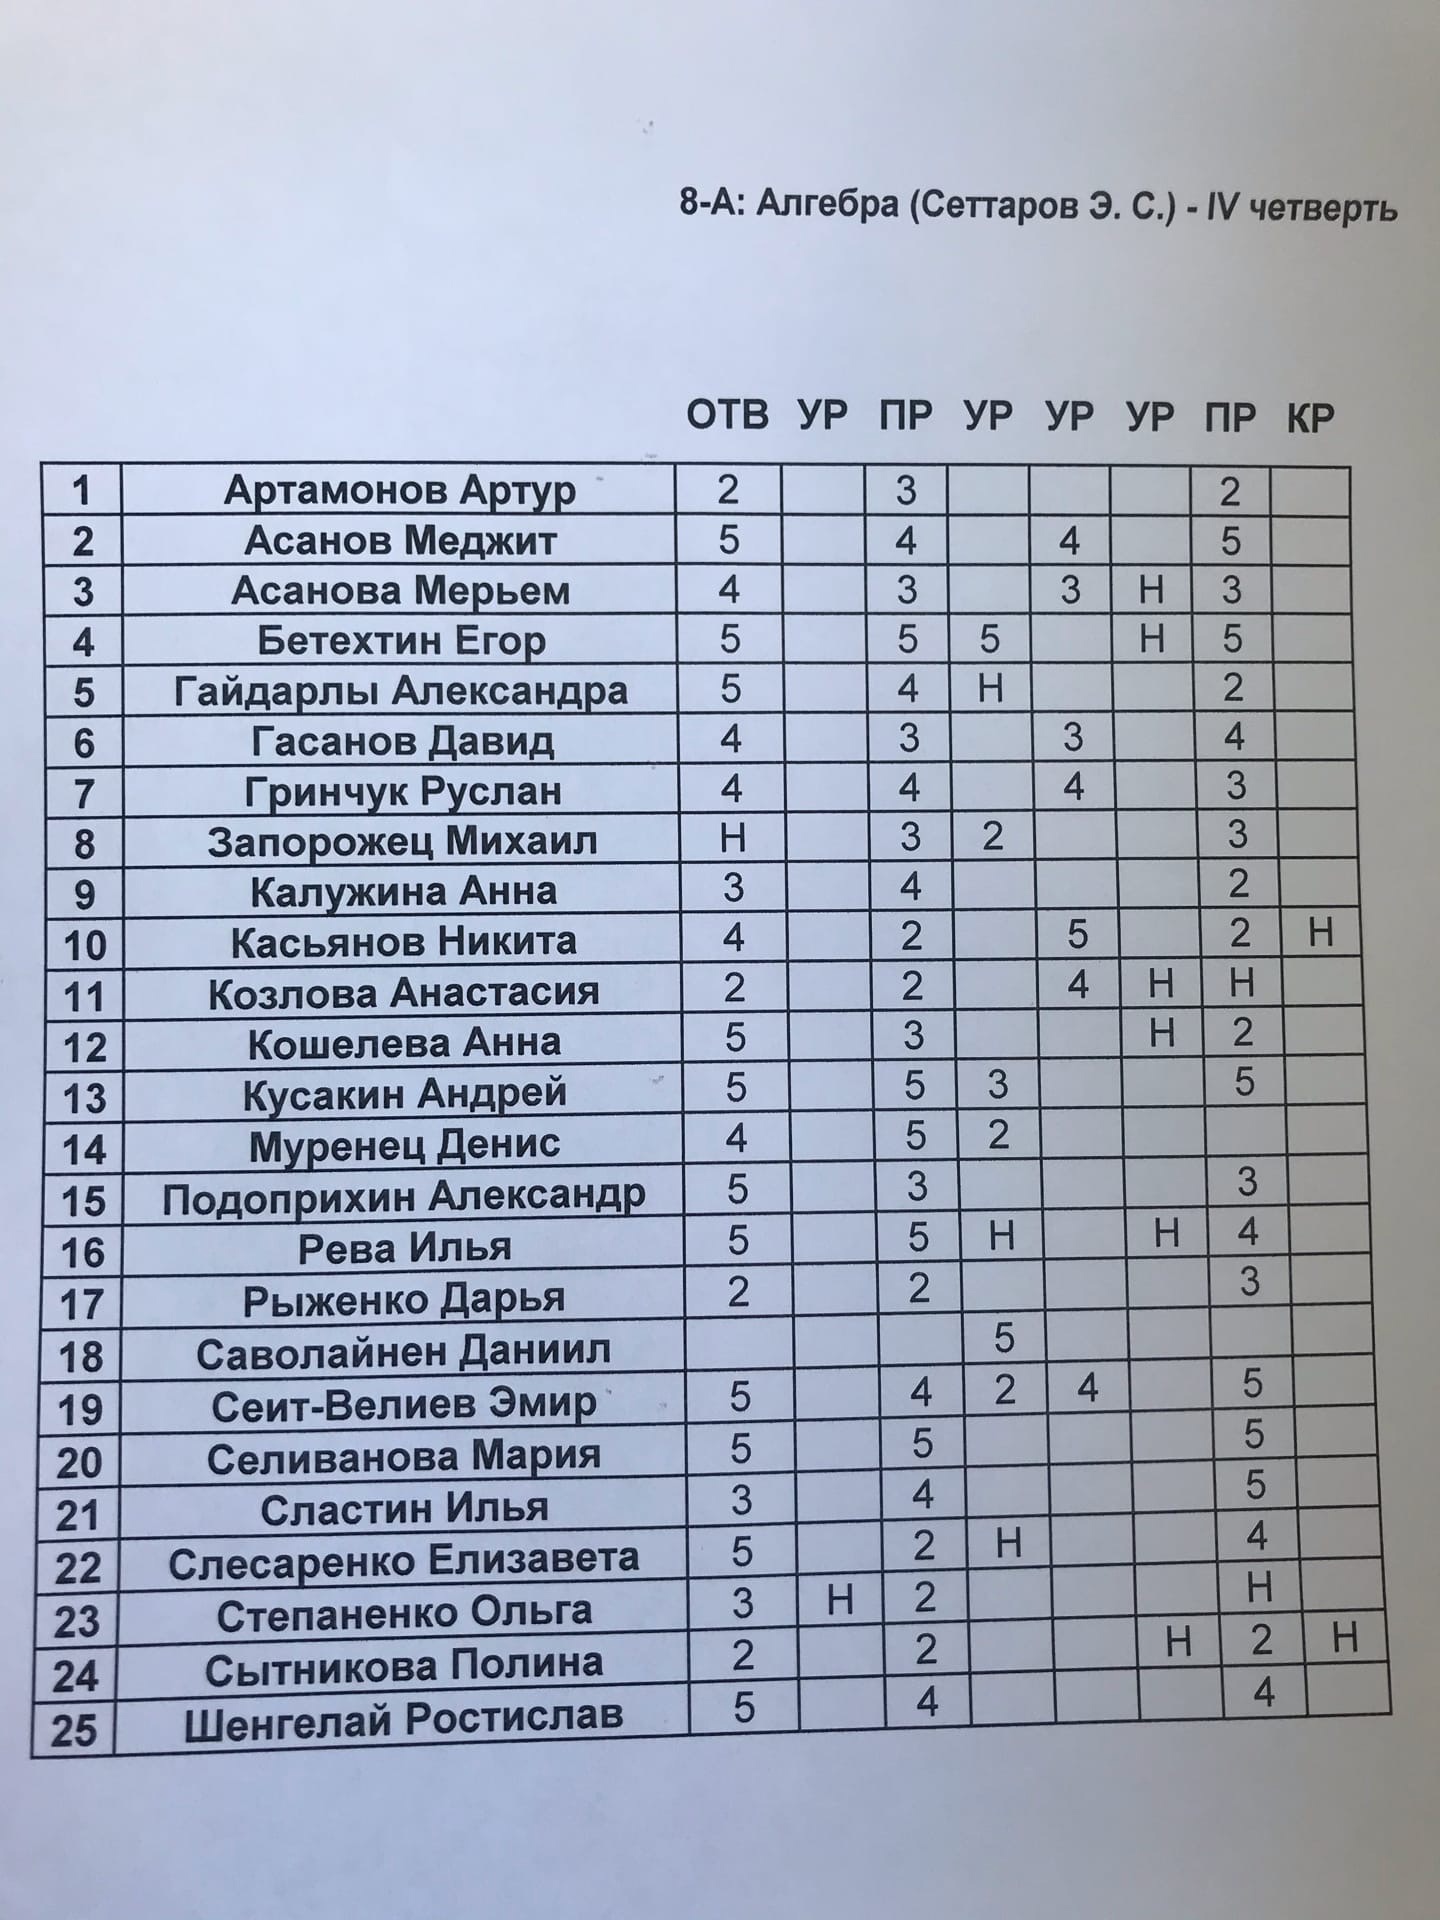 8-А: Алгебра (Сеттаров Э. С.) - IV четверть
ОТВ УР ПР УР УР УР ПР КР
1 Артамонов Артур 2 3 2
2 Асанов Меджит 5 4 4 5
3 Асанова Мерьем 4 3 3 Н 3
4 Бетехтин Егор 5 5 5 Н 5
5 Гайдарлы Александра 5 4 Н 2
6 Гасанов Давид 4 3 3 4
7 Гринчук Руслан 4 4 4 3
8 Запорожец Михаил Н 3 2 3
9 Калужина Анна 3 4 2
10 Касьянов Никита 4 2 5 2 Н
11 Козлова Анастасия 2 2 4 Н Н
12 Кошелева Анна 5 3 Н 2
13 Кусакин Андрей 5 5 3 5
14 Муренец Денис 4 5 2
15 Подоприхин Александр 5 3 3
16 Рева Илья 5 5 Н Н 4
17 Рыженко Дарья 2 2 3
18 Саволайнен Даниил 5
19 Сеит-Велиев Эмир 5 4 2 4 5
20 Селиванова Мария 5 5 5
21 Сластин Илья 3 4 5
22 Слесаренко Елизавета 5 2 Н 4
23 Степаненко Ольга 3 Н 2 Н
24 Сытникова Полина 2 2 Н 2 Н
25 Шенгелай Ростислав 5 4 4